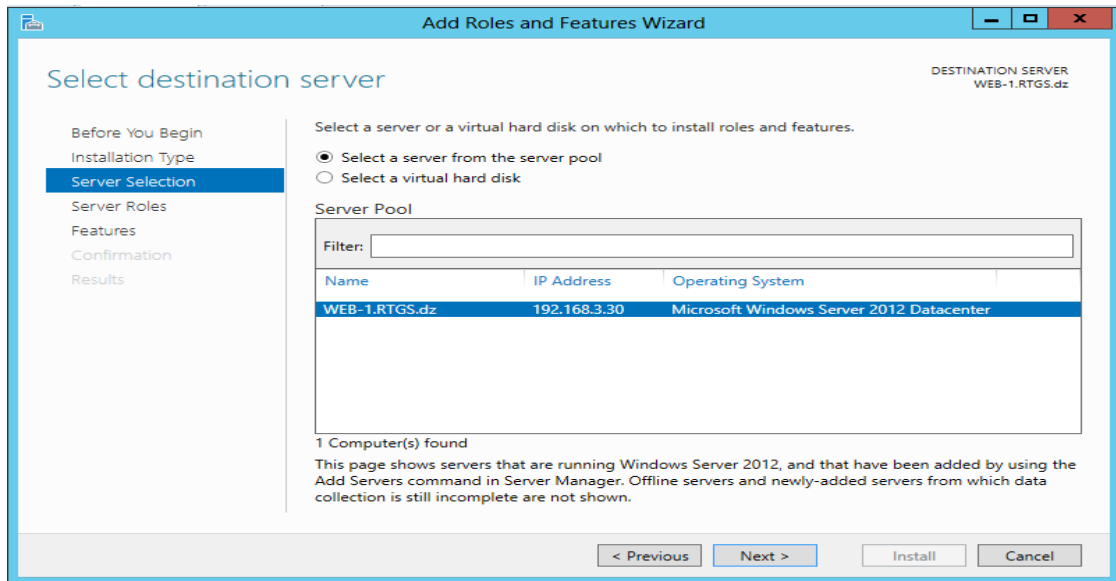 Add Roles and Features Wizard
Select destination server
DESTINATION SERVER
WEB-1.RTGS.dz
Before You Begin
Installation Type
Server Selection
Server Roles
Features
Confirmation
Results
Select a server or a virtual hard disk on which to install roles and features.
Select a server from the server pool
Select a virtual hard disk
Server Pool
Filter:
Name IP Address Operating System
WEB-1.RTGS.dz 192.168.3.30 Microsoft Windows Server 2012 Datacenter
1 Computer(s) found
This page shows servers that are running Windows Server 2012, and that have been added by using the
Add Servers command in Server Manager. Offline servers and newly-added servers from which data
collection is still incomplete are not shown.
< Previous Next > Install Cancel